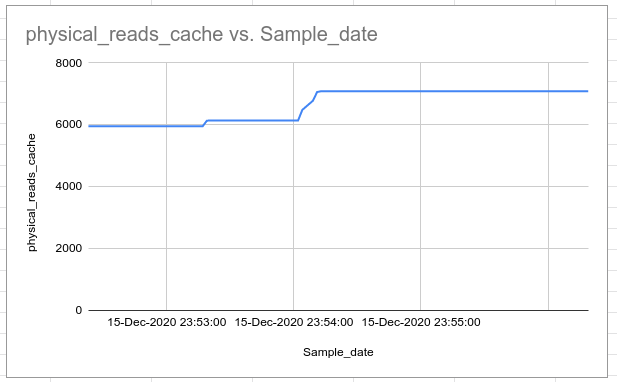 physical_reads_cache vs. Sample_date
8000
6000
4000
2000
0
physical_reads_cache
15-Dec-2020 23:53:00 15-Dec-2020 23:54:00 15-Dec-2020 23:55:00
Sample_date